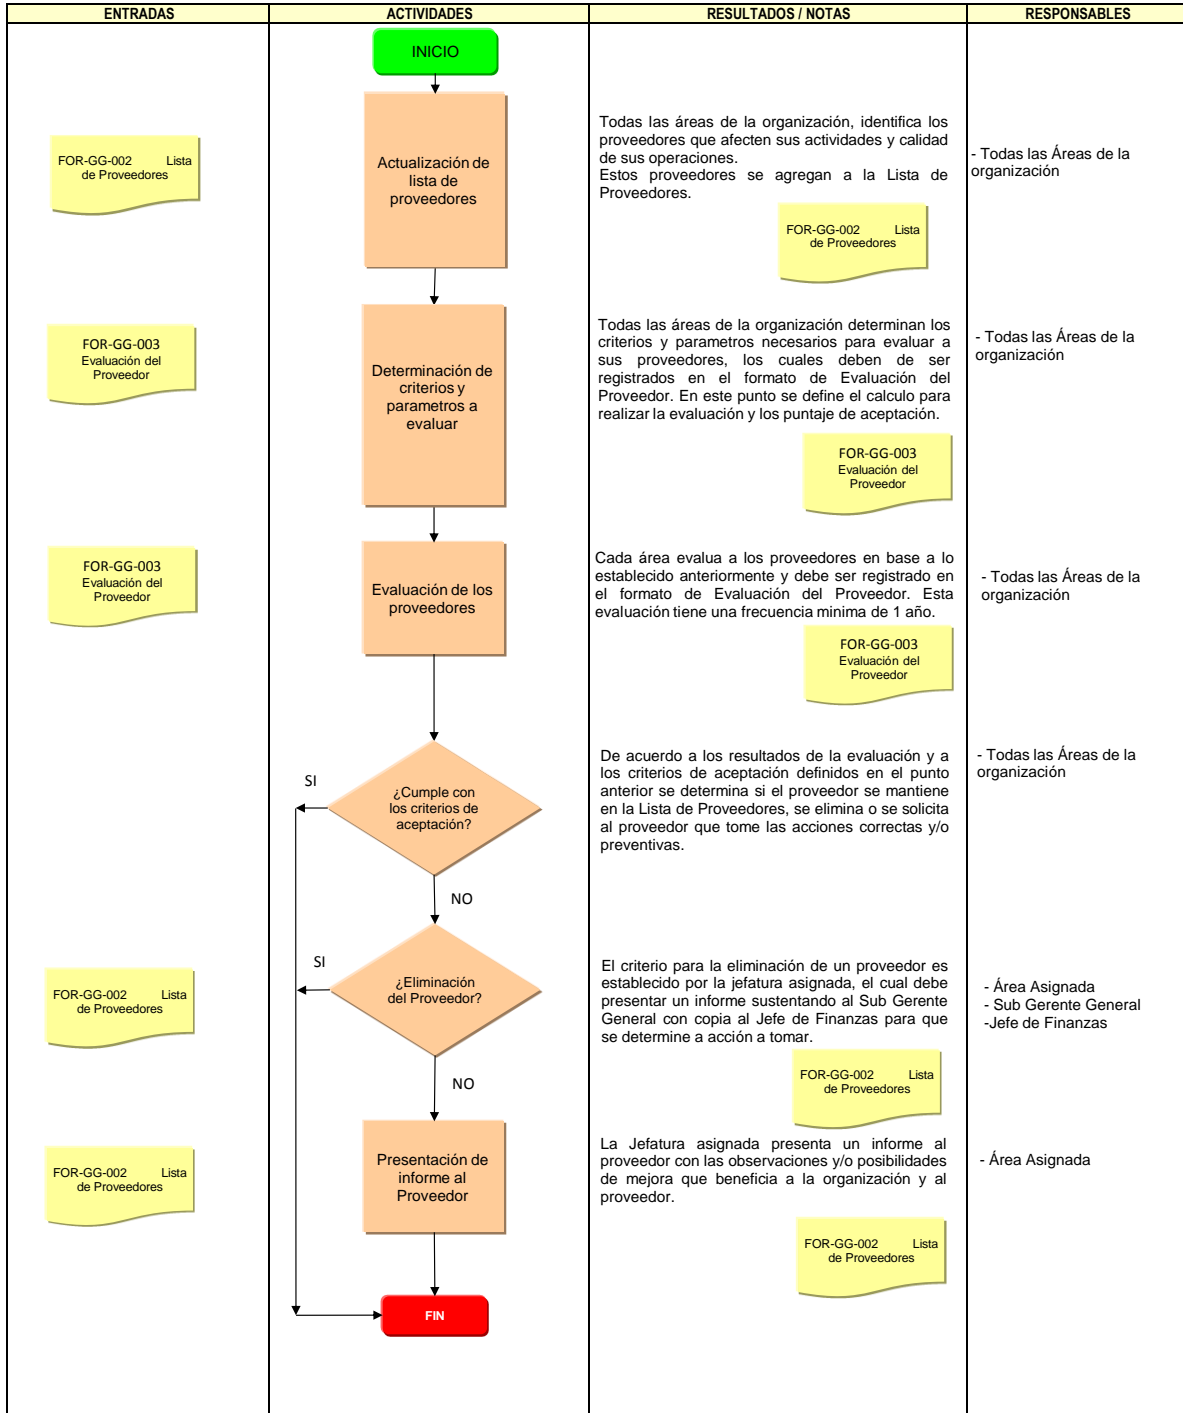 ENTRADAS
ACTIVIDADES
RESULTADOS / NOTAS
RESPONSABLES
INICIO
FOR-GG-002 Lista
de Proveedores
Actualización de
lista de
proveedores
Todas las áreas de la organización, identifica los
proveedores que afecten sus actividades y calidad
de sus operaciones.
Estos proveedores se agregan a la Lista de
Proveedores.
FOR-GG-002 Lista
de Proveedores
- Todas las Áreas de la
organización
FOR-GG-003
Evaluación del
Proveedor
Determinación de
criterios y
parametros a
evaluar
Todas las áreas de la organización determinan los
criterios y parametros necesarios para evaluar a
sus proveedores, los cuales deben de ser
registrados en el formato de Evaluación del
Proveedor. En este punto se define el calculo para
realizar la evaluación y los puntaje de aceptación.
FOR-GG-003
Evaluación del
Proveedor
- Todas las Áreas de la
organización
FOR-GG-003
Evaluación del
Proveedor
Evaluación de los
proveedores
Cada área evalua a los proveedores en base a lo
establecido anteriormente y debe ser registrado en
el formato de Evaluación del Proveedor. Esta
evaluación tiene una frecuencia minima de 1 año.
FOR-GG-003
Evaluación del
Proveedor
- Todas las Áreas de la
organización
SI
¿Cumple con
los criterios de
aceptación?
NO
De acuerdo a los resultados de la evaluación y a
los criterios de aceptación definidos en el punto
anterior se determina si el proveedor se mantiene
en la Lista de Proveedores, se elimina o se solicita
al proveedor que tome las acciones correctas y/o
preventivas.
- Todas las Áreas de la
organización
FOR-GG-002 Lista
de Proveedores
SI
¿Eliminación
del Proveedor?
NO
El criterio para la eliminación de un proveedor es
establecido por la jefatura asignada, el cual debe
presentar un informe sustentando al Sub Gerente
General con copia al Jefe de Finanzas para que
se determine a acción a tomar.
FOR-GG-002 Lista
de Proveedores
- Área Asignada
- Sub Gerente General
-Jefe de Finanzas
FOR-GG-002 Lista
de Proveedores
Presentación de
informe al
Proveedor
La Jefatura asignada presenta un informe al
proveedor con las observaciones y/o posibilidades
de mejora que beneficia a la organización y al
proveedor.
FOR-GG-002 Lista
de Proveedores
- Área Asignada
FIN